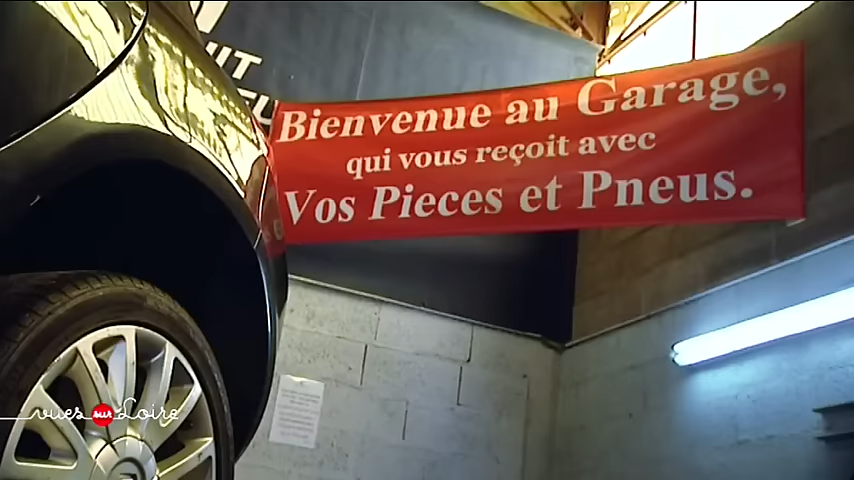 Bienvenue au Garage,
qui vous reçoit avec
Vos Pieces et Pneus.
vues sur Loire